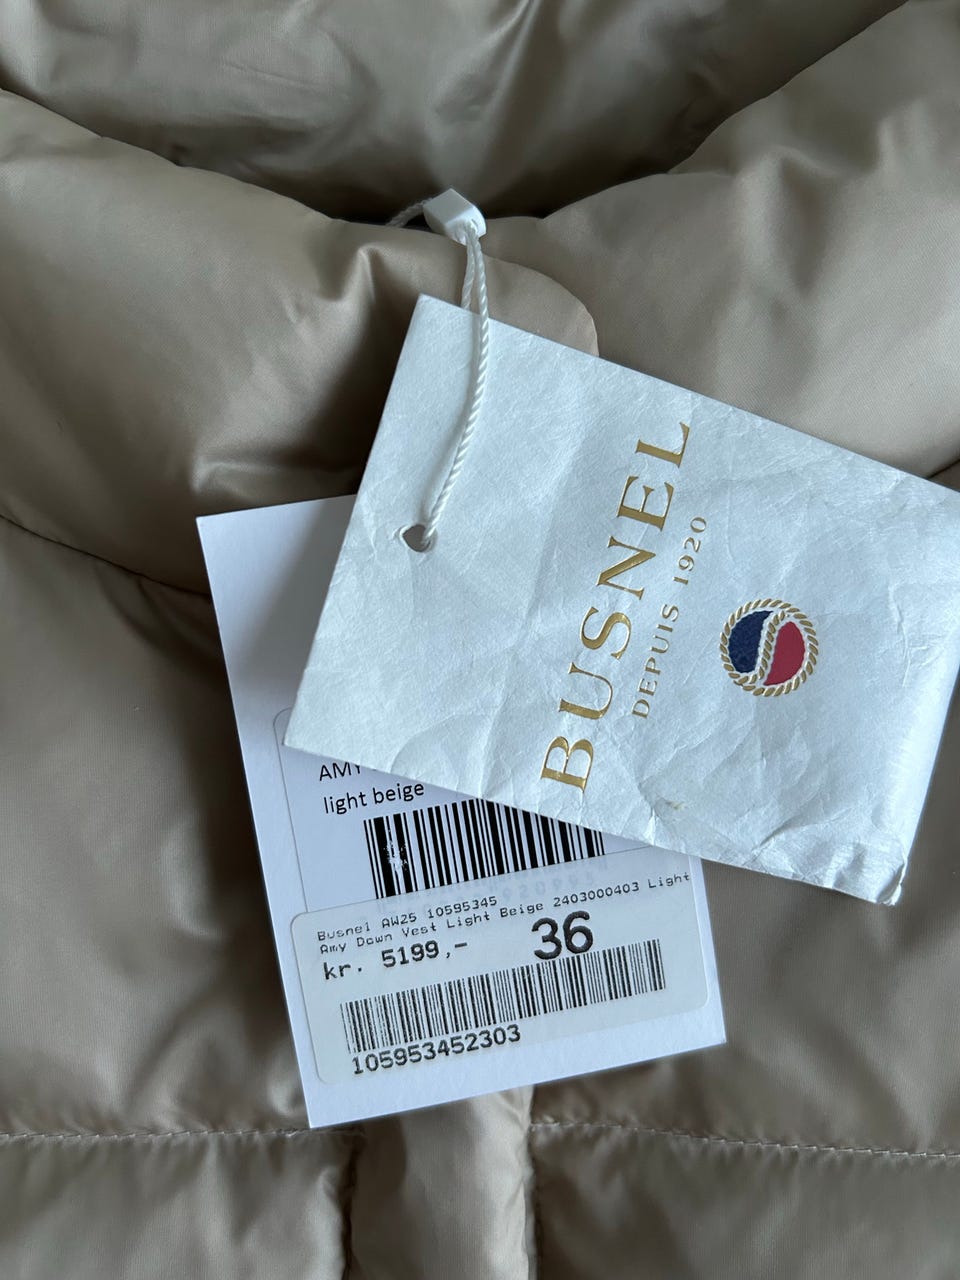 BUSNEL
DEPUIS 1920
AMY
light beige
Busnel AW25 10595345
Amy Down Vest Light Beige 2403000403 Light
kr. 5199,-
36
105953452303